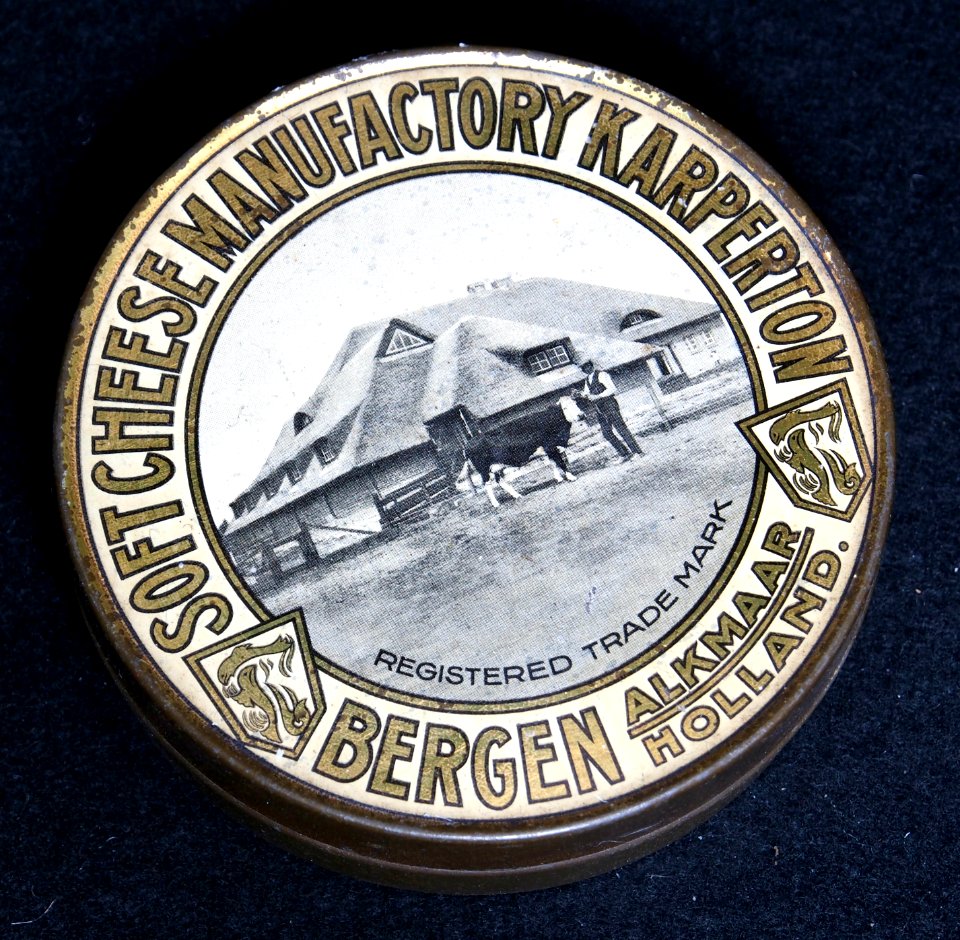 SOFT CHEESE MANUFACTORY KARPERTON
REGISTERED TRADE MARK
BERGEN ALKMAAR
HOLLAND.